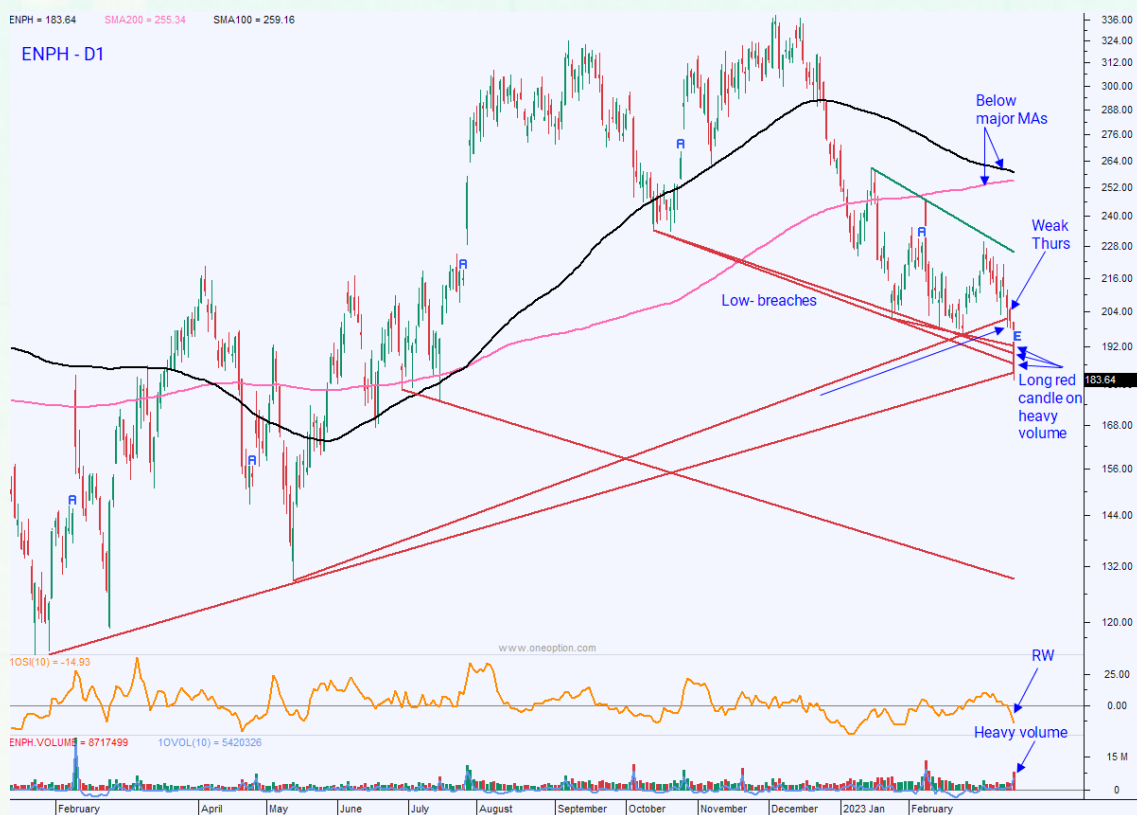 ENPH = 183.64 SMA200 = 255.34 SMA100 = 259.16
ENPH - D1
336.00
324.00
312.00
300.00
288.00
276.00
264.00
252.00
240.00
228.00
216.00
204.00
192.00
183.64
168.00
156.00
144.00
132.00
120.00
Below
major MAs
Weak
Thurs
Low- breaches
A
A
A
A
A
E
Long red
candle on
heavy
volume
www.oneoption.com
1OSI(10) = -14.93
RW
25.00
0.00
Heavy volume
ENPH.VOLUME = 8717499 1OVOL(10) = 5420326
15 M
0
February April May June July August September October November December 2023 Jan February